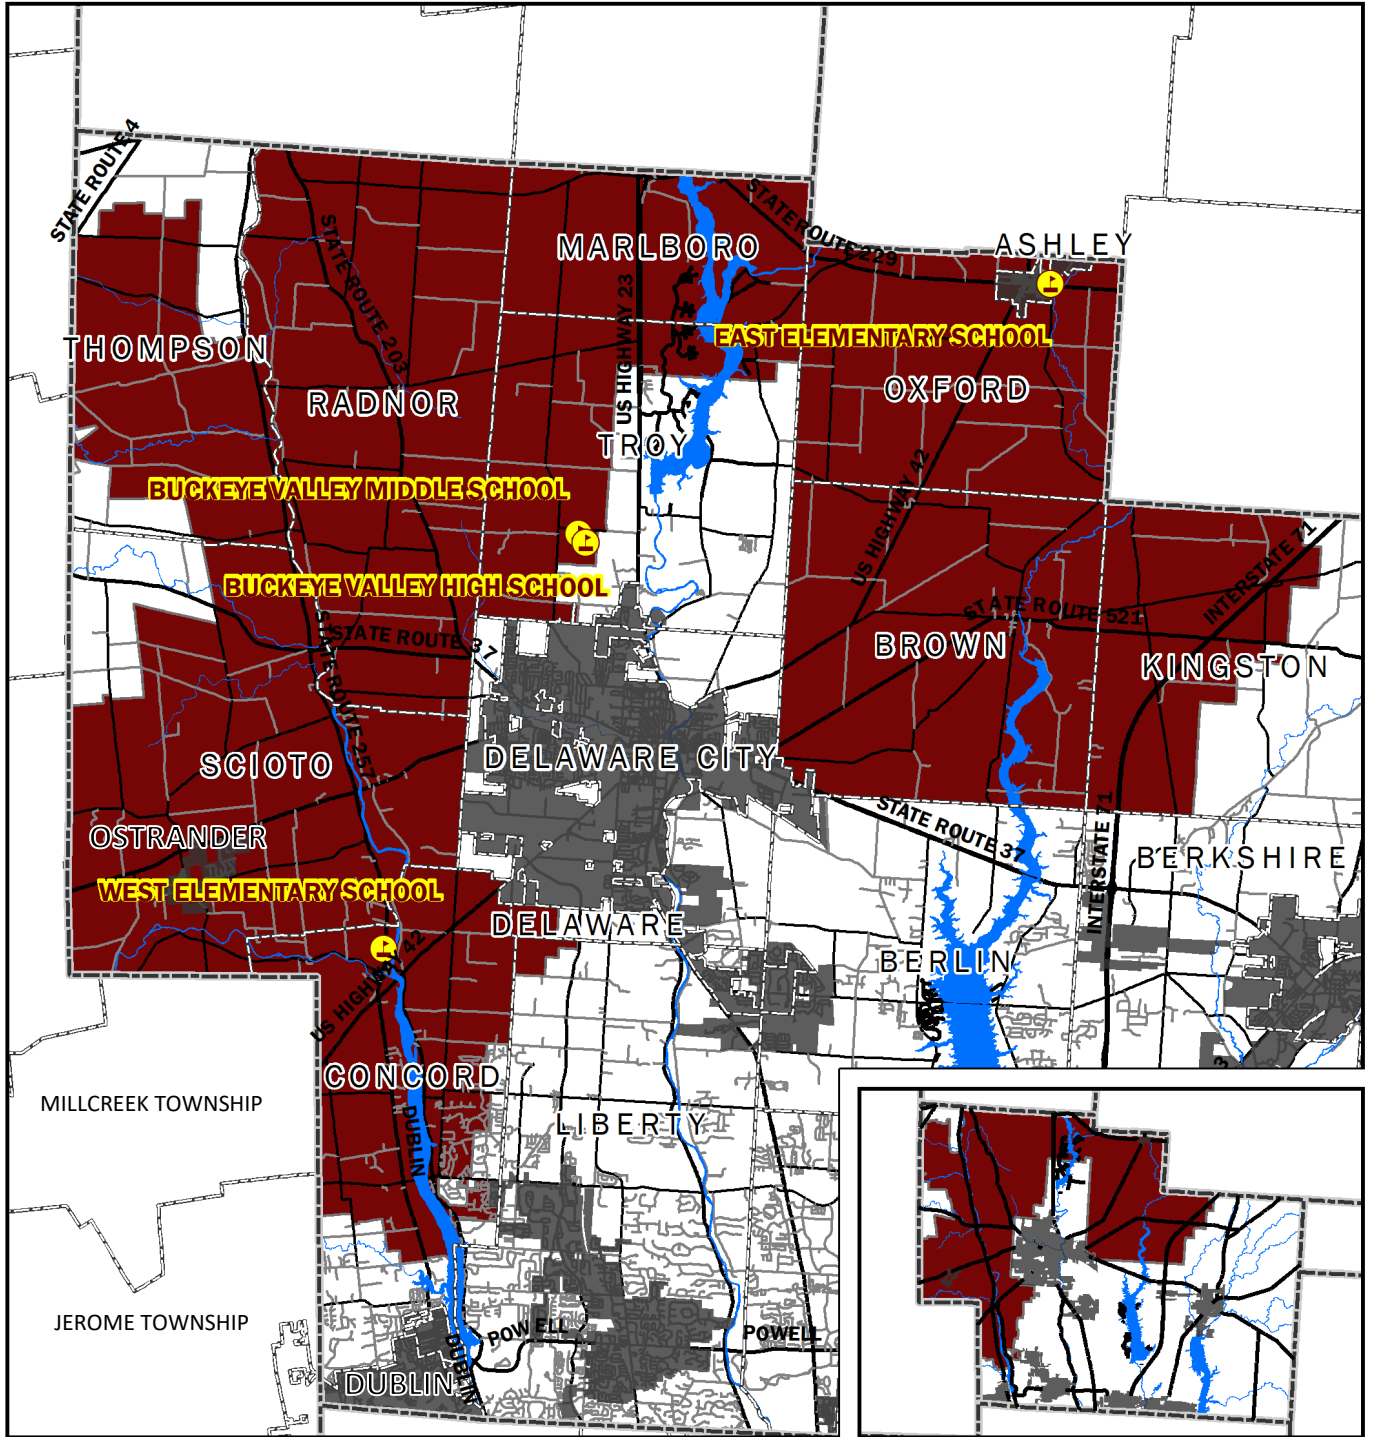 STATE ROUTE 4
ASHLEY
MARLBORO
STATE ROUTE 229
STATE ROUTE 203
US HIGHWAY 23
EAST ELEMENTARY SCHOOL
THOMPSON
RADNOR
OXFORD
TROY
US HIGHWAY 42
BUCKEYE VALLEY MIDDLE SCHOOL
INTERSTATE 71
BUCKEYE VALLEY HIGH SCHOOL
STATE ROUTE 521
STATE ROUTE 37
BROWN
KINGSTON
STATE ROUTE 257
SCIOTO
DELAWARE CITY
OSTRANDER
STATE ROUTE 37
INTERSTATE 71
BERKSHIRE
WEST ELEMENTARY SCHOOL
DELAWARE
BERLIN
US HIGHWAY 42
3
CONCORD
MILLCREEK TOWNSHIP
DUBLIN
LIBERTY
JEROME TOWNSHIP
POWELL
POWELL
DUBLIN
DUBLIN